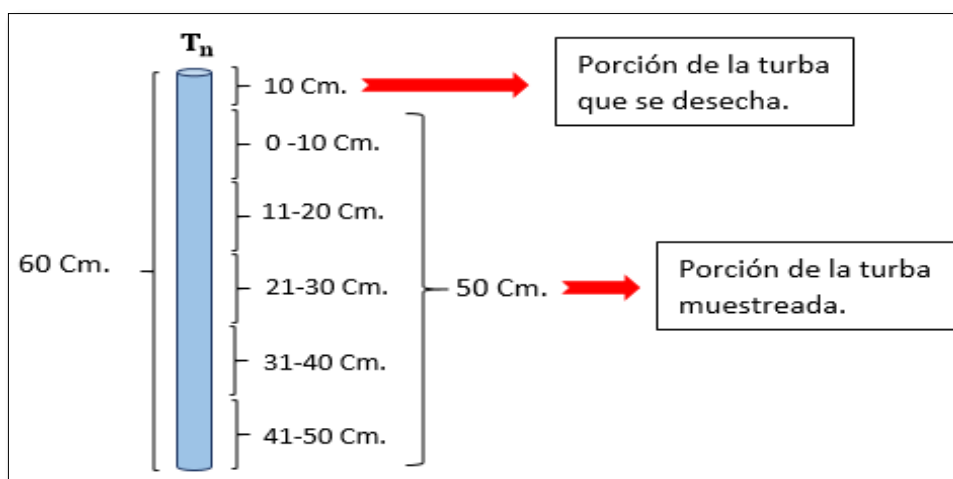 Tn
10 Cm.
Porción de la turba
que se desecha.
0 -10 Cm.
11-20 Cm.
60 Cm.
21-30 Cm.
50 Cm.
Porción de la turba
muestreada.
31-40 Cm.
41-50 Cm.